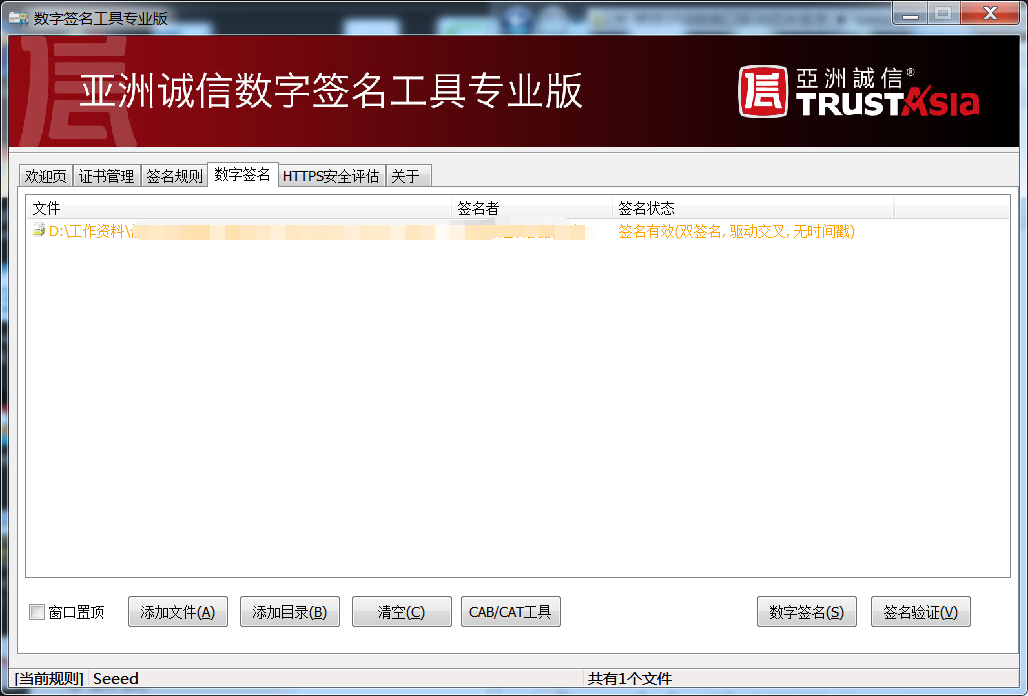 数字签名工具专业版
亚洲诚信数字签名工具专业版
亞洲誠信®
TRUSTAsia
欢迎页 证书管理 签名规则 数字签名 HTTPS安全评估 关于
文件 签名者 签名状态
D:\工作资料\ 签名有效(双签名, 驱动交叉, 无时间戳)
窗口置顶 添加文件(A) 添加目录(B) 清空(C) CAB/CAT工具 数字签名(S) 签名验证(V)
[当前规则] Seeed 共有1个文件